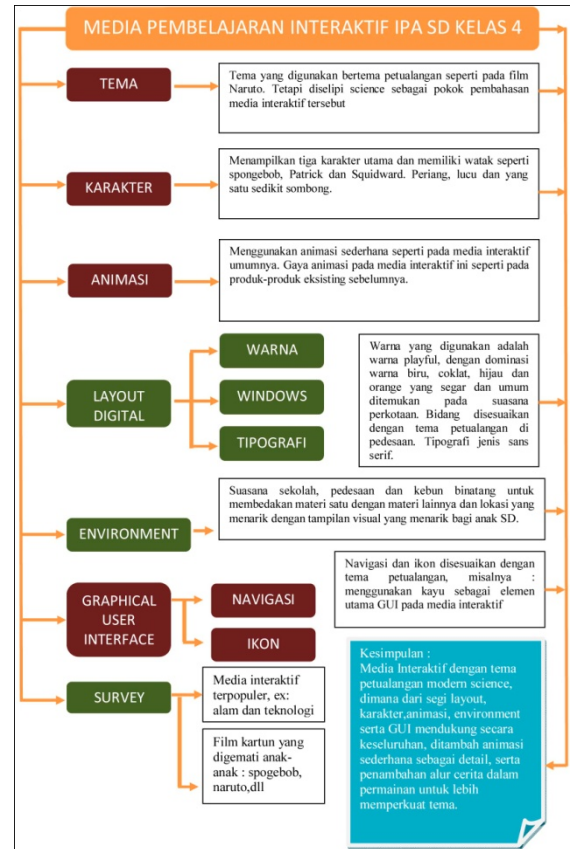 MEDIA PEMBELAJARAN INTERAKTIF IPA SD KELAS 4
TEMA
Tema yang digunakan bertema petualangan seperti pada film
Naruto. Tetapi diselipi science sebagai pokok pembahasan
media interaktif tersebut
KARAKTER
Menampilkan tiga karakter utama dan memiliki watak seperti
spongebob, Patrick dan Squidward. Periang, lucu dan yang
satu sedikit sombong.
ANIMASI
Menggunakan animasi sederhana seperti pada media interaktif
umumnya. Gaya animasi pada media interaktif ini seperti pada
produk-produk eksisting sebelumnya.
LAYOUT
DIGITAL
WARNA
WINDOWS
TIPOGRAFI
Warna yang digunakan adalah
warna playful, dengan dominasi
warna biru, coklat, hijau dan
orange yang segar dan umum
ditemukan pada suasana
perkotaan. Bidang disesuaikan
dengan tema petualangan di
pedesaan. Tipografi jenis sans
serif.
ENVIRONMENT
Suasana sekolah, pedesaan dan kebun binatang untuk
membedakan materi satu dengan materi lainnya dan lokasi yang
menarik dengan tampilan visual yang menarik bagi anak SD.
GRAPHICAL
USER
INTERFACE
NAVIGASI
IKON
Navigasi dan ikon disesuaikan dengan
tema petualangan, misalnya :
menggunakan kayu sebagai elemen
utama GUI pada media interaktif
SURVEY
Media interaktif
terpopuler, ex:
alam dan teknologi
Film kartun yang
digemati anak-
anak : spogebob,
naruto,dll
Kesimpulan :
Media Interaktif dengan tema
petualangan modern science,
dimana dari segi layout,
karakter,animasi, environment
serta GUI mendukung secara
keseluruhan, ditambah animasi
sederhana sebagai detail, serta
penambahan alur cerita dalam
permainan untuk lebih
memperkuat tema.